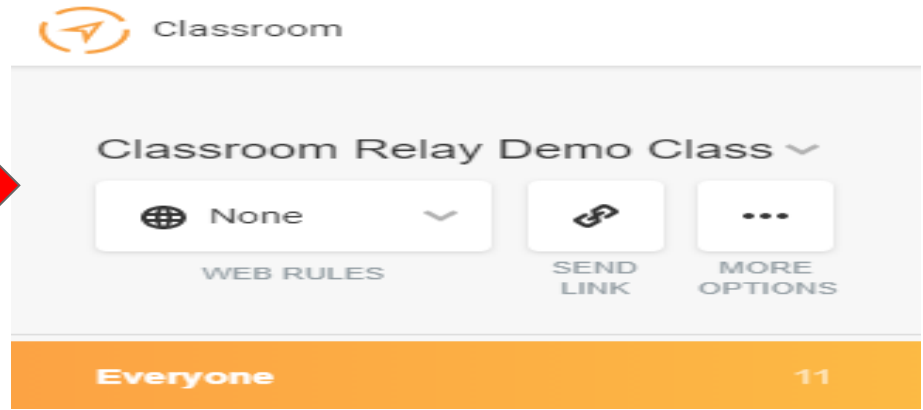 Classroom
Classroom Relay Demo Class
None
WEB RULES
SEND
LINK
MORE
OPTIONS
Everyone 11